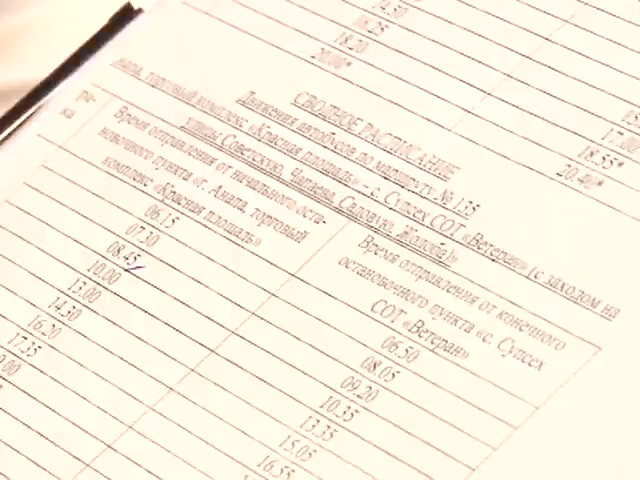 14.50
16.25
18.20
20.00*
17.00
18.55*
20.40*
СВОДНОЕ РАСПИСАНИЕ
Движения автобусов по маршруту № 135
торговый комплекс «Красная площадь» – с. Супсех СОТ «Ветеран» (с заходом на
улицы Советскую, Чапаева, Садовую, Жолоба)»
Время отправления от начального оста-
новочного пункта «г. Анапа, торговый
комплекс «Красная площадь»
Время отправления от конечного
остановочного пункта «с. Супсех
СОТ «Ветеран»
06.15
06.50
07.30
08.05
08.45
09.20
10.00
10.35
13.00
13.35
14.30
15.05
16.20
16.55
17.35